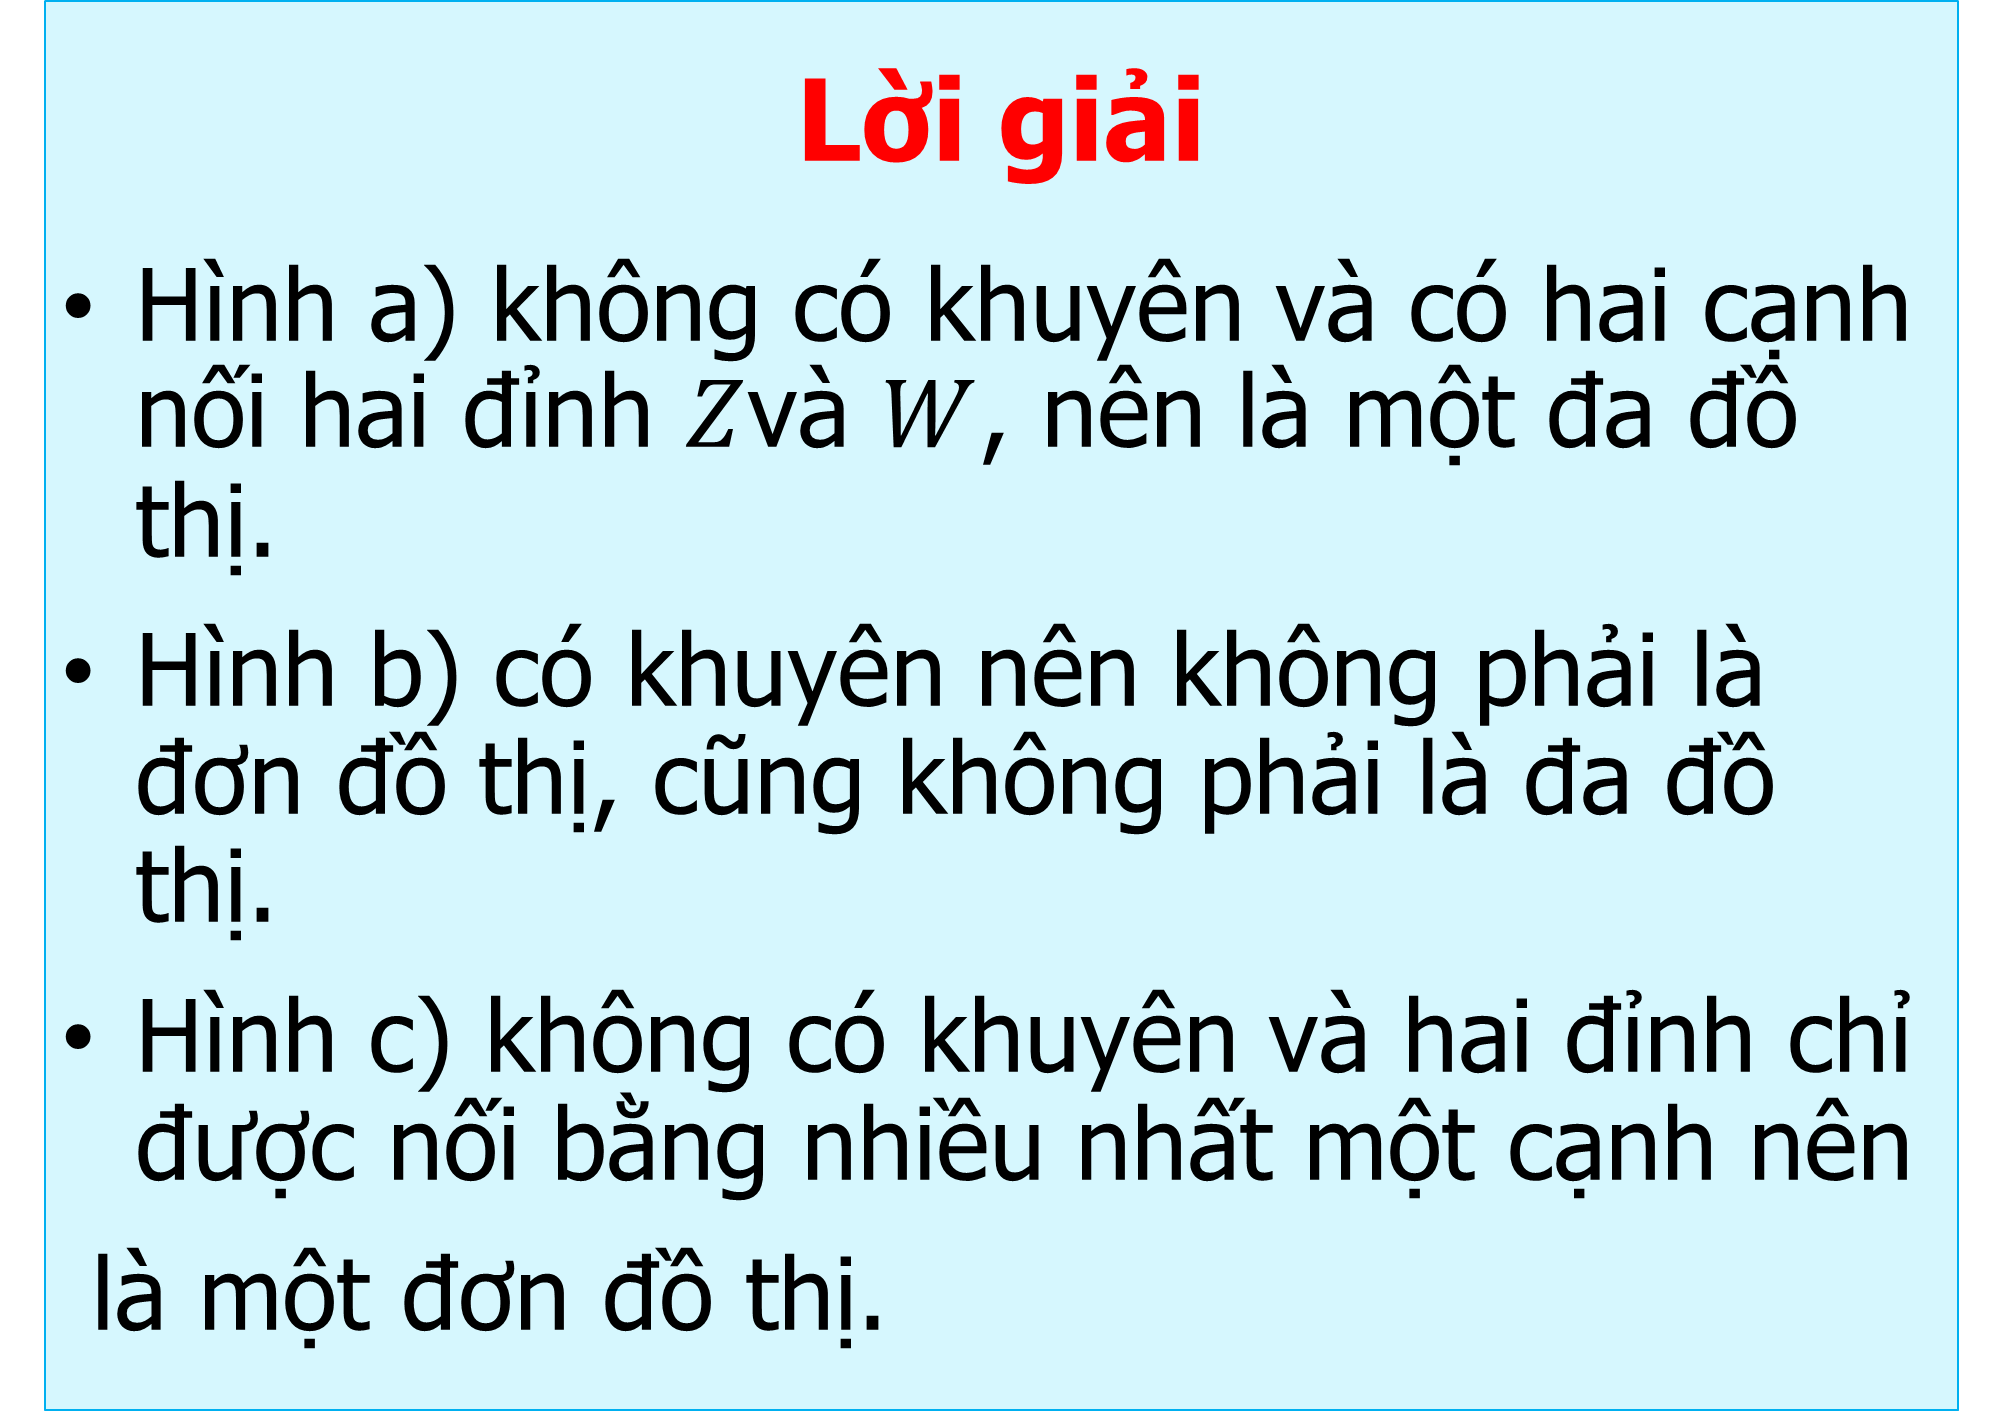 Lời giải
• Hình a) không có khuyên và có hai cạnh
nối hai đỉnh Z và W , nên là một đa đồ
thị.
• Hình b) có khuyên nên không phải là
đơn đồ thị, cũng không phải là đa đồ
thị.
• Hình c) không có khuyên và hai đỉnh chỉ
được nối bằng nhiều nhất một cạnh nên
là một đơn đồ thị.